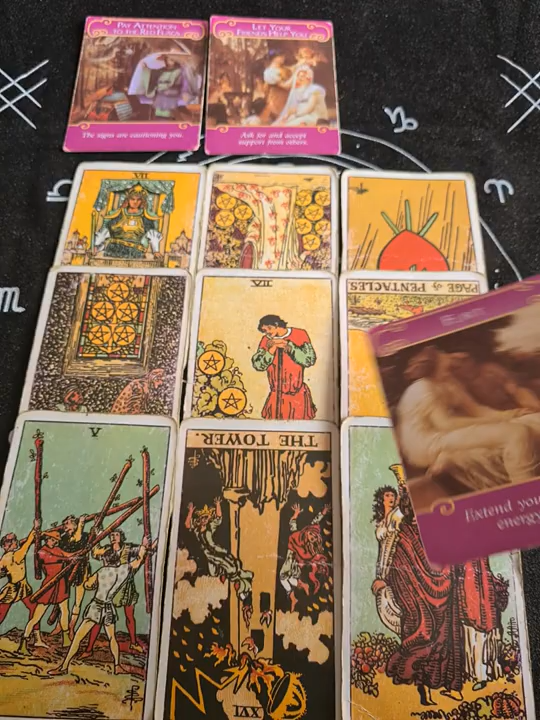 PAY ATTENTION
TO THE RED FLAGS
The signs are cautioning you.
LET YOUR
FRIENDS HELP YOU
Ask for and accept
support from others.
VII
PAGE of PENTACLES
VII
V
THE TOWER
XVI
Extend you
energy